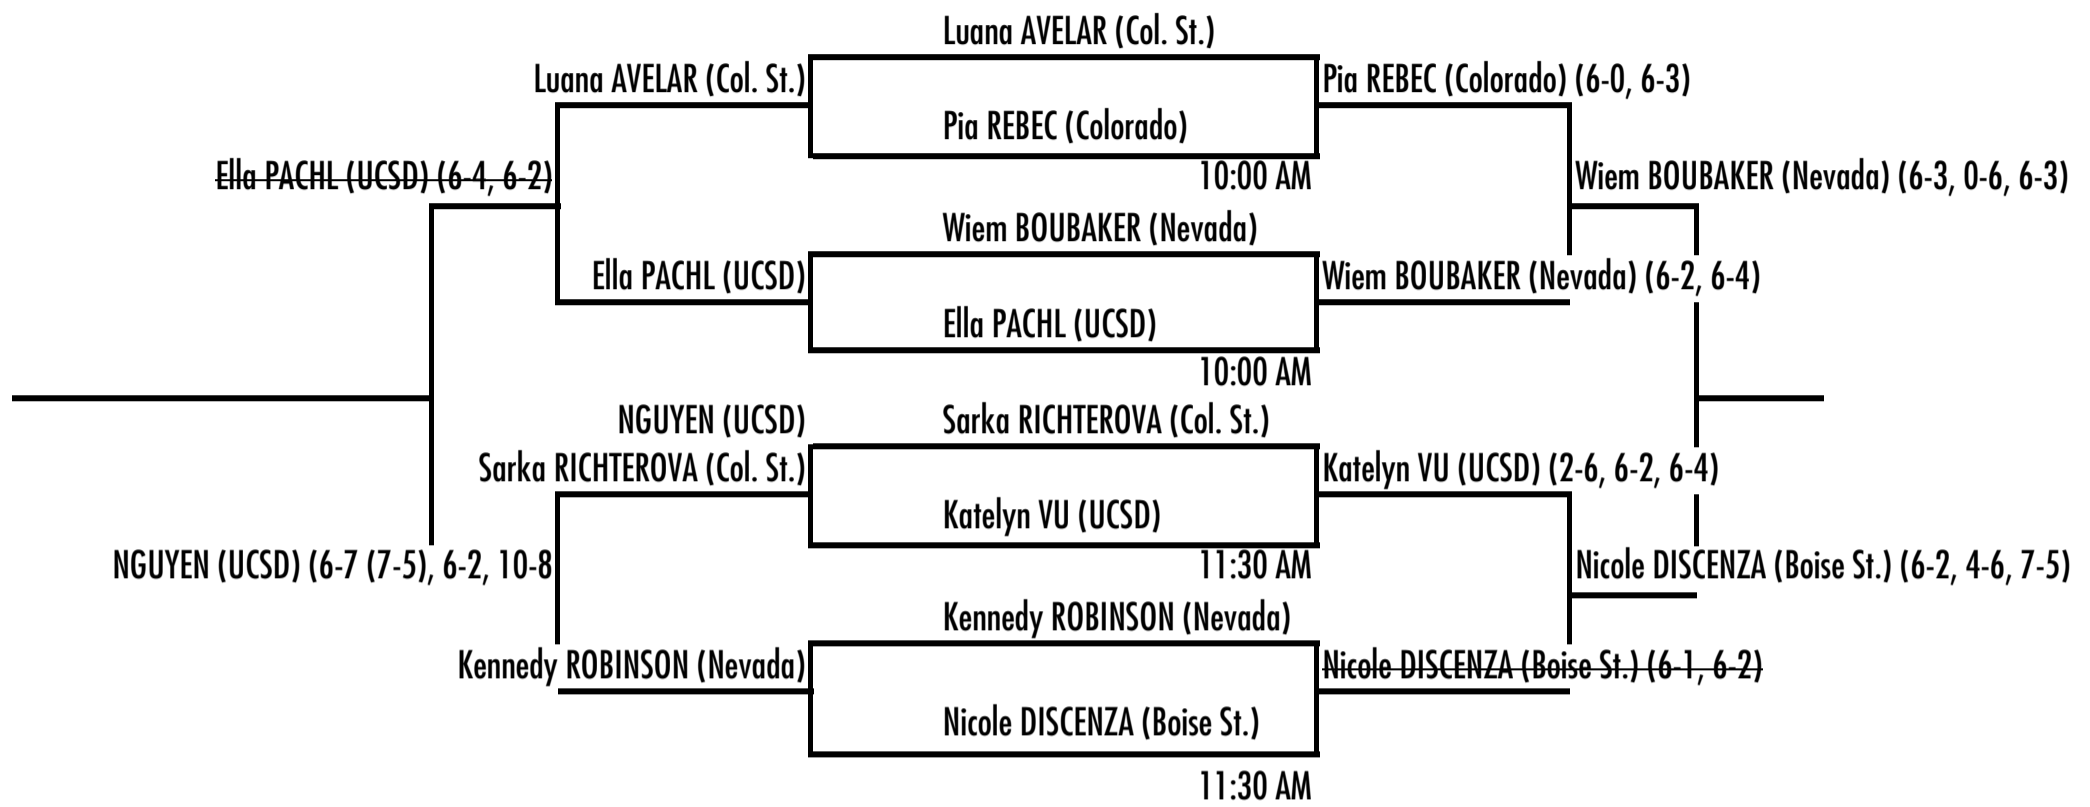 Luana AVELAR (Col. St.)
Luana AVELAR (Col. St.)
Pia REBEC (Colorado) (6-0, 6-3)
Pia REBEC (Colorado)
Ella PACHL (UCSD) (6-4, 6-2)
10:00 AM
Wiem BOUBAKER (Nevada) (6-3, 0-6, 6-3)
Wiem BOUBAKER (Nevada)
Ella PACHL (UCSD)
Wiem BOUBAKER (Nevada) (6-2, 6-4)
Ella PACHL (UCSD)
10:00 AM
NGUYEN (UCSD)
Sarka RICHTEROVA (Col. St.)
Sarka RICHTEROVA (Col. St.)
Katelyn VU (UCSD) (2-6, 6-2, 6-4)
Katelyn VU (UCSD)
NGUYEN (UCSD) (6-7 (7-5), 6-2, 10-8
11:30 AM
Nicole DISCENZA (Boise St.) (6-2, 4-6, 7-5)
Kennedy ROBINSON (Nevada)
Kennedy ROBINSON (Nevada)
Nicole DISCENZA (Boise St.) (6-1, 6-2)
Nicole DISCENZA (Boise St.)
11:30 AM